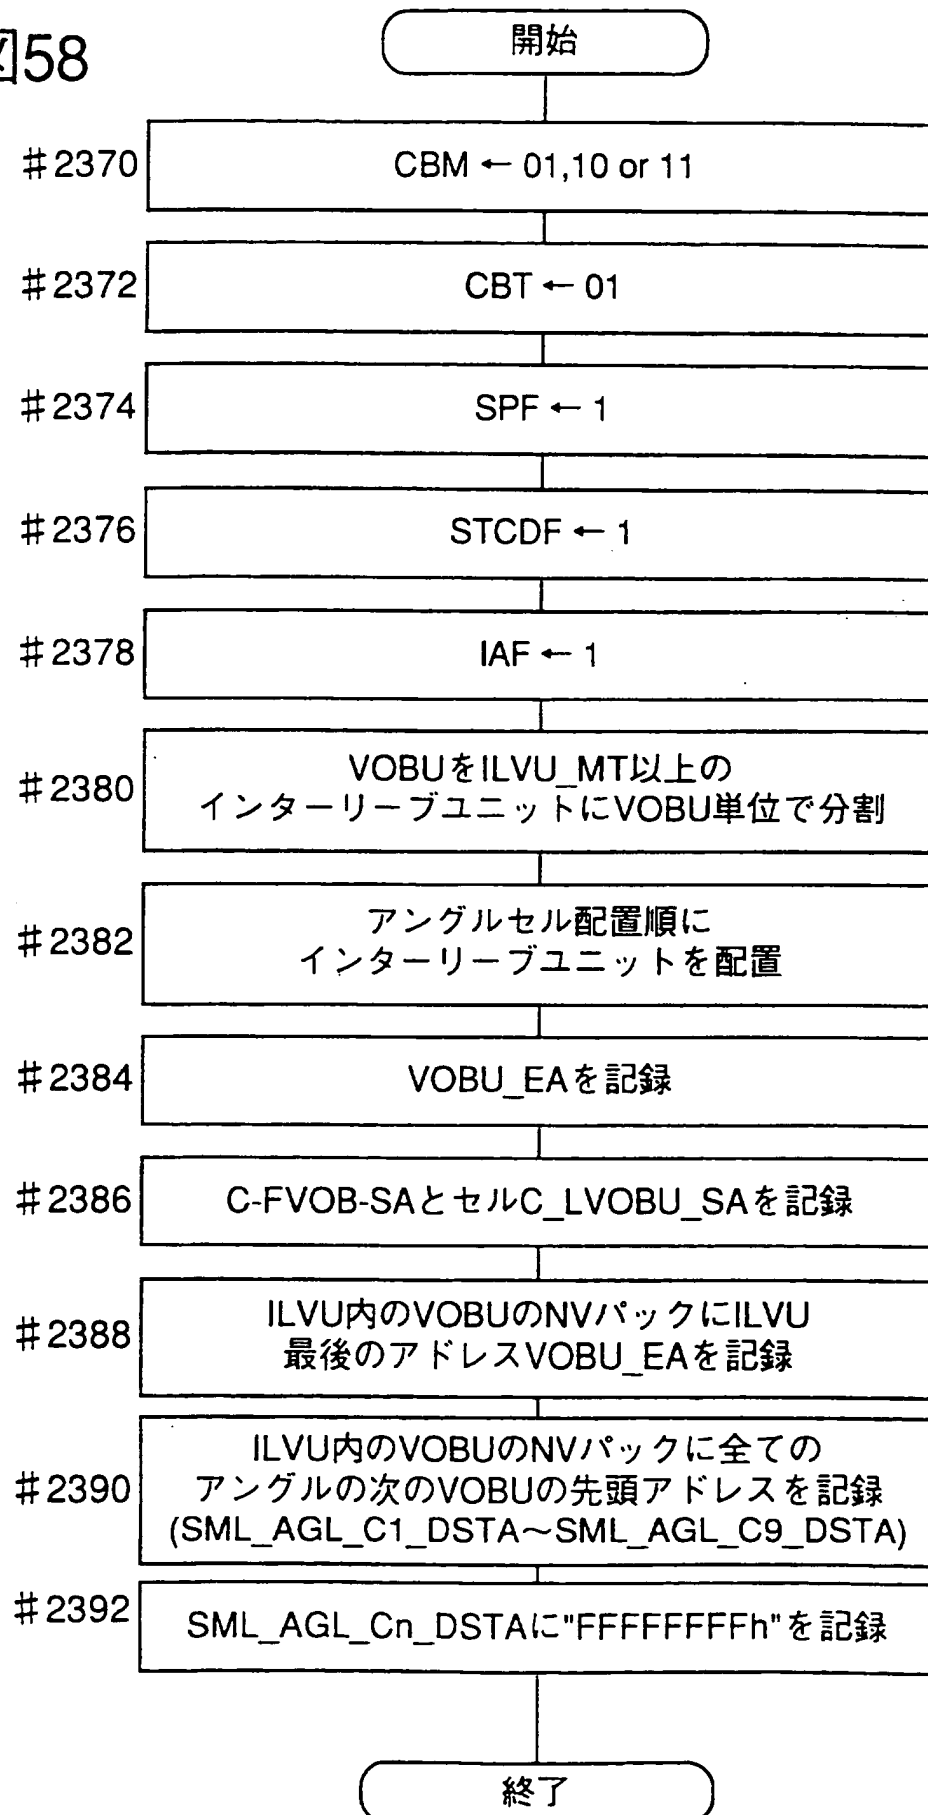 図58
開始
#2370
CBM ← 01,10 or 11
#2372
CBT ← 01
#2374
SPF ← 1
#2376
STCDF ← 1
#2378
IAF ← 1
#2380
VOBUをILVU_MT以上の
インターリーブユニットにVOBU単位で分割
#2382
アングルセル配置順に
インターリーブユニットを配置
#2384
VOBU_EAを記録
#2386
C-FVOB-SAとセルC_LVOBU_SAを記録
#2388
ILVU内のVOBUのNVパックにILVU
最後のアドレスVOBU_EAを記録
#2390
ILVU内のVOBUのNVパックに全ての
アングルの次のVOBUの先頭アドレスを記録
(SML_AGL_C1_DSTA～SML_AGL_C9_DSTA)
#2392
SML_AGL_Cn_DSTAに"FFFFFFFFh"を記録
終了